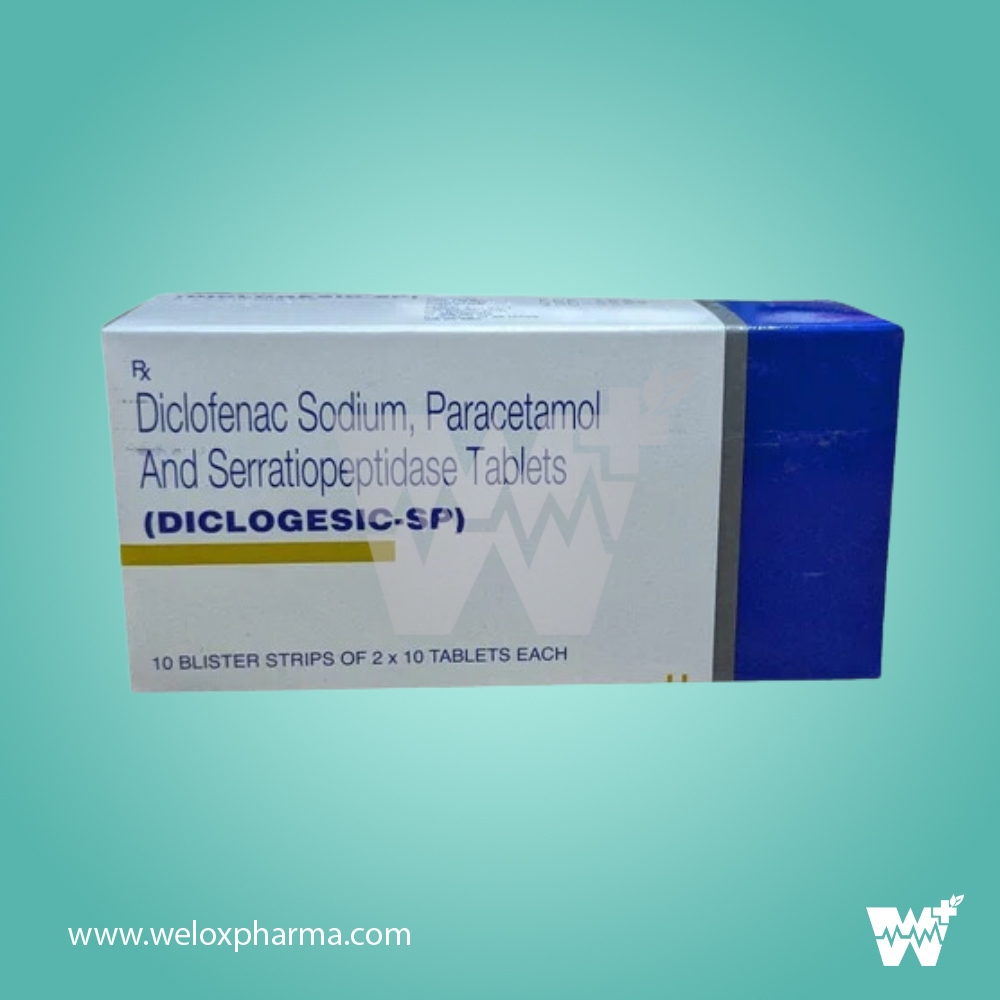 Rx
Diclofenac Sodium, Paracetamol
And Serratiopeptidase Tablets
(DICLOGESIC-SP)
10 BLISTER STRIPS OF 2 x 10 TABLETS EACH
www.weloxpharma.com
W